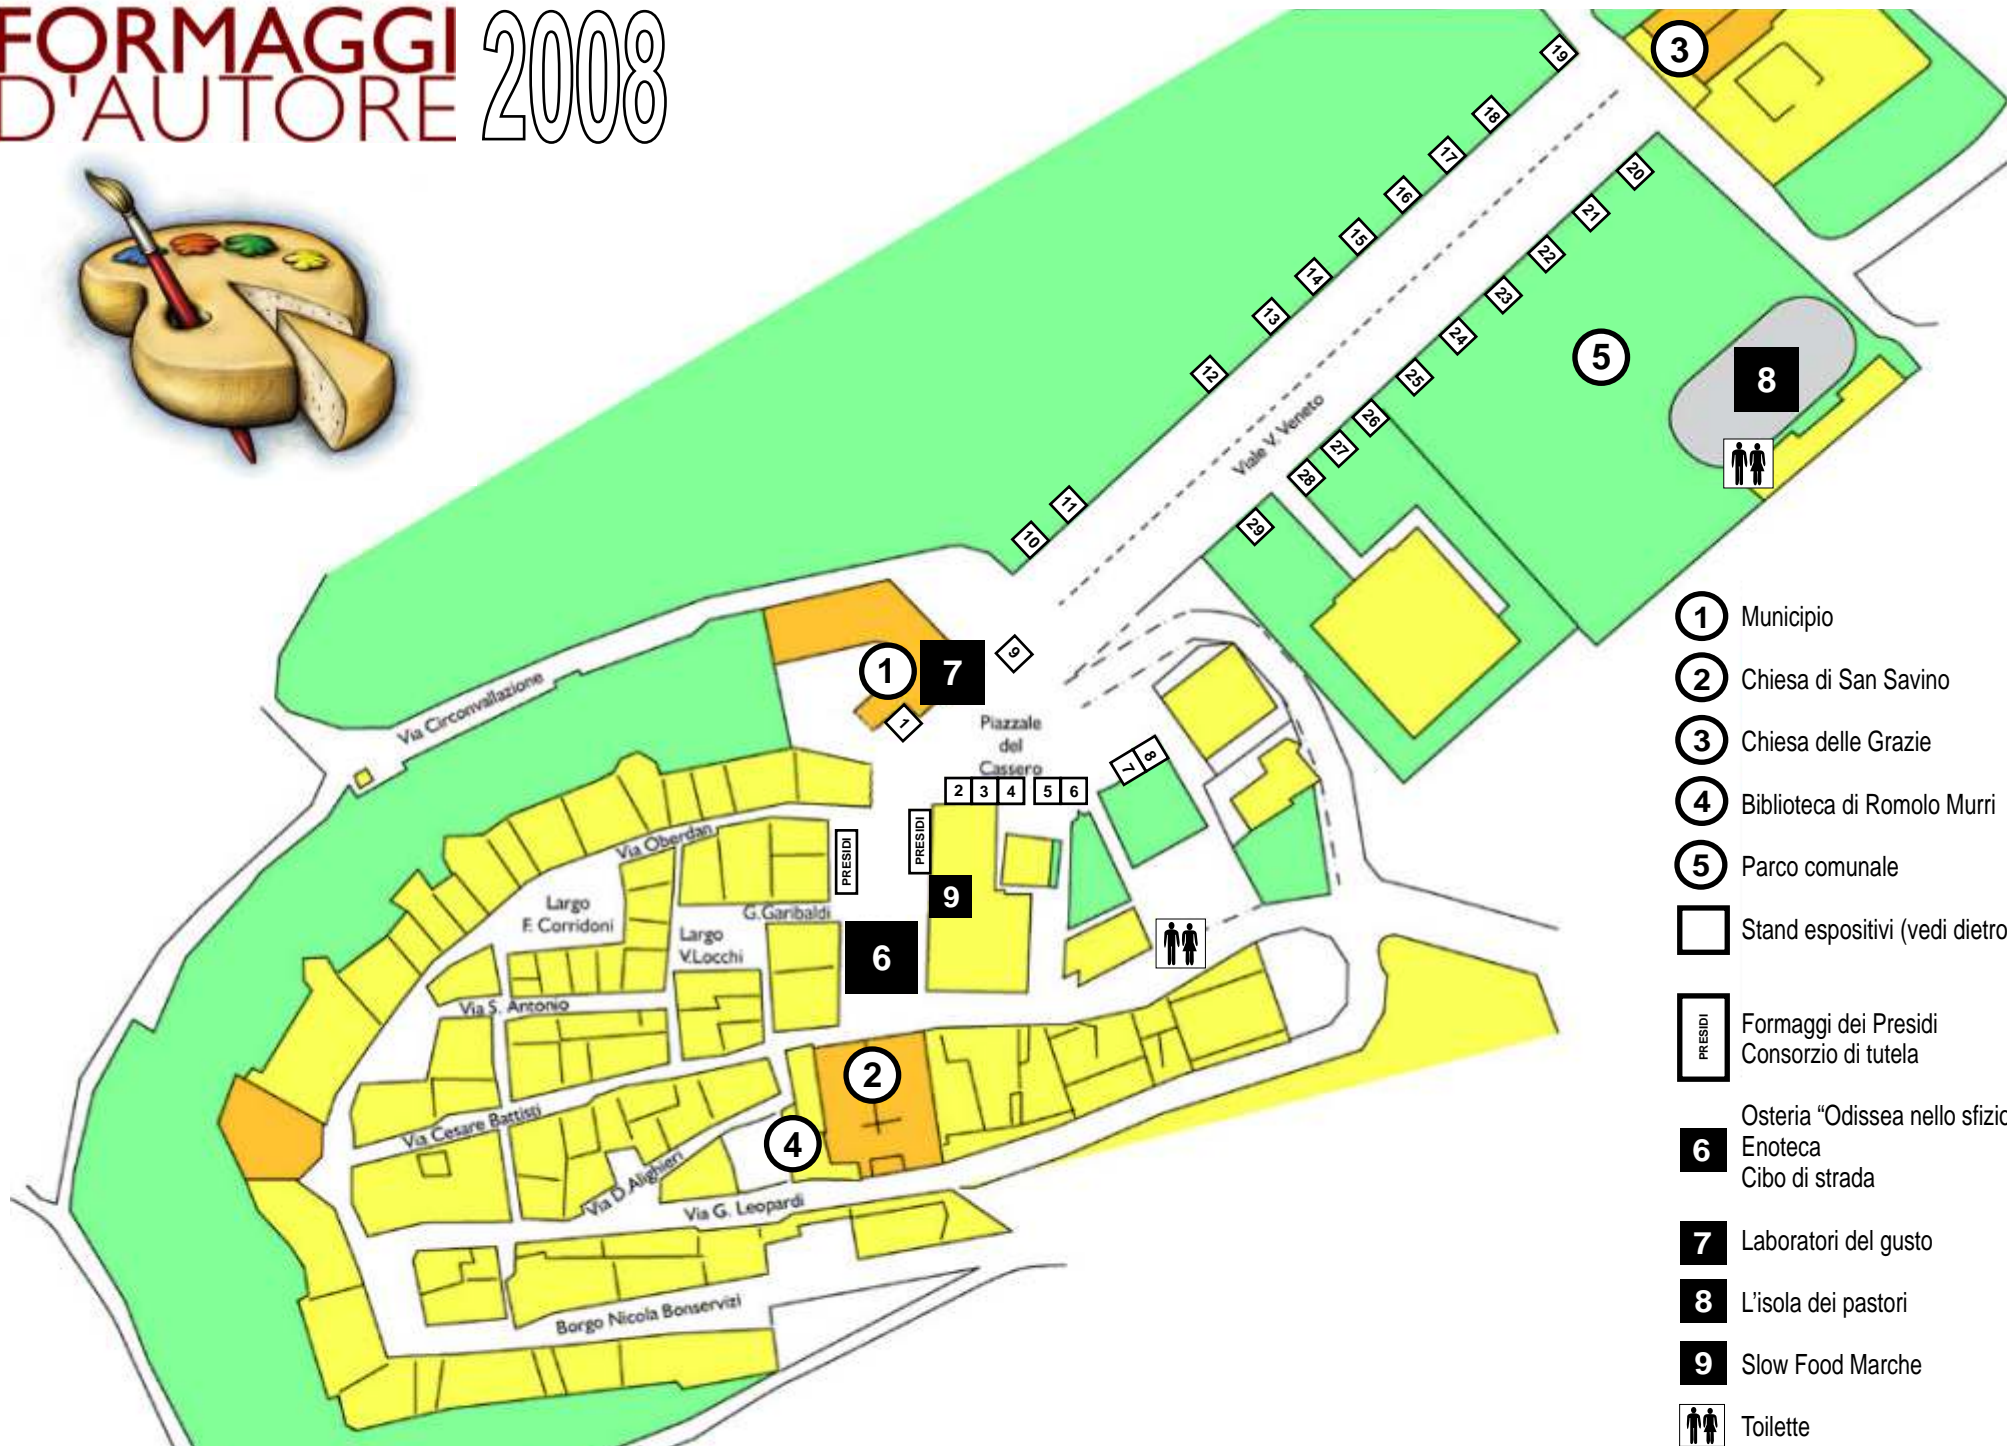 FORMAGGI
D'AUTORE
2008
3
19
18
17
16
15
14
13
12
11
10
20
21
22
23
24
25
26
27
28
29
5
8
Viale V. Veneto
Via Circonvallazione
1
7
9
1
Piazzale
del
Cassero
2 3 4 5 6
7 8
PRESIDI
PRESIDI
Via Oberdan
9
Largo
F. Corridoni
G.Garibaldi
Largo
V.Locchi
6
Via S. Antonio
2
Via Cesare Battisti
4
Via D.Alighieri
Via G. Leopardi
Borgo Nicola Bonservizi
1 Municipio
2 Chiesa di San Savino
3 Chiesa delle Grazie
4 Biblioteca di Romolo Murri
5 Parco comunale
Stand espositivi (vedi dietro
PRESIDI
Formaggi dei Presidi
Consorzio di tutela
6
Osteria “Odissea nello sfizio
Enoteca
Cibo di strada
7 Laboratori del gusto
8 L'isola dei pastori
9 Slow Food Marche
Toilette